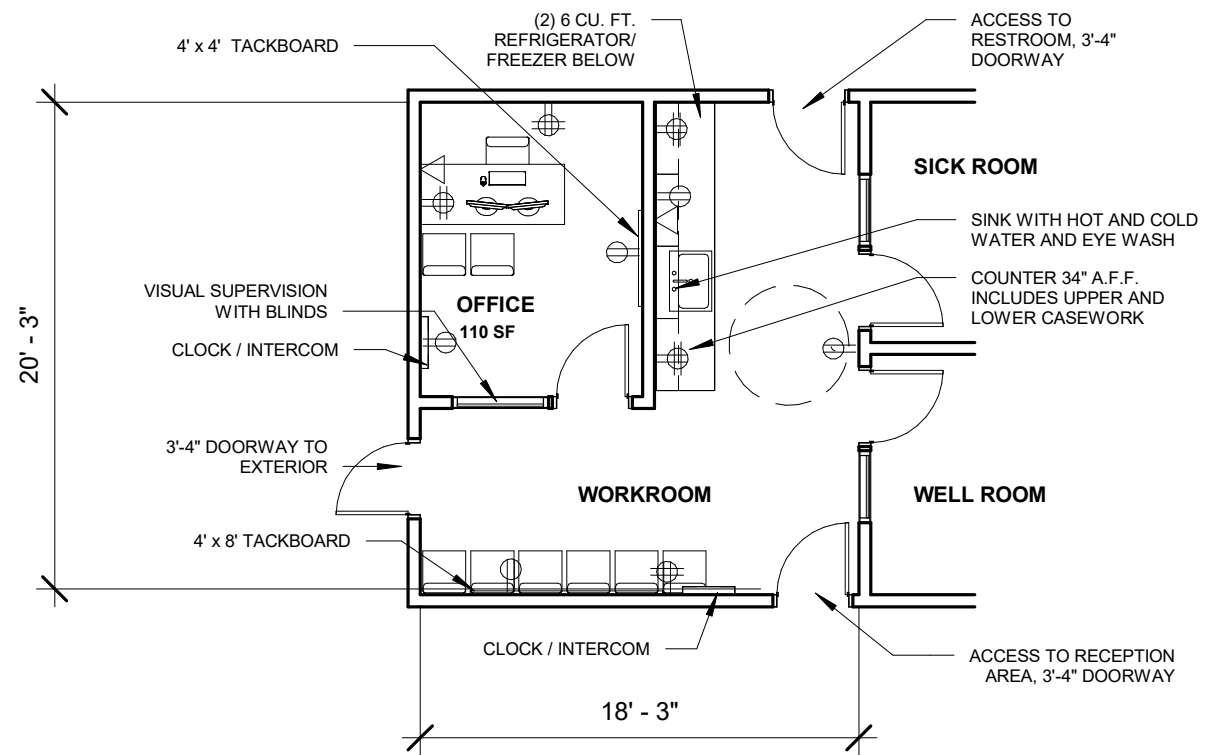 (2) 6 CU. FT.
REFRIGERATOR/
FREEZER BELOW
ACCESS TO
RESTROOM, 3'-4"
DOORWAY
4' x 4'  TACKBOARD
SICK ROOM
SINK WITH HOT AND COLD
WATER AND EYE WASH
COUNTER 34" A.F.F.
INCLUDES UPPER AND
LOWER CASEWORK
VISUAL SUPERVISION
WITH BLINDS
OFFICE
110 SF
CLOCK / INTERCOM
20' - 3"
3'-4" DOORWAY TO
EXTERIOR
WORKROOM
WELL ROOM
4' x 8' TACKBOARD
CLOCK / INTERCOM
ACCESS TO RECEPTION
AREA, 3'-4" DOORWAY
18' - 3"